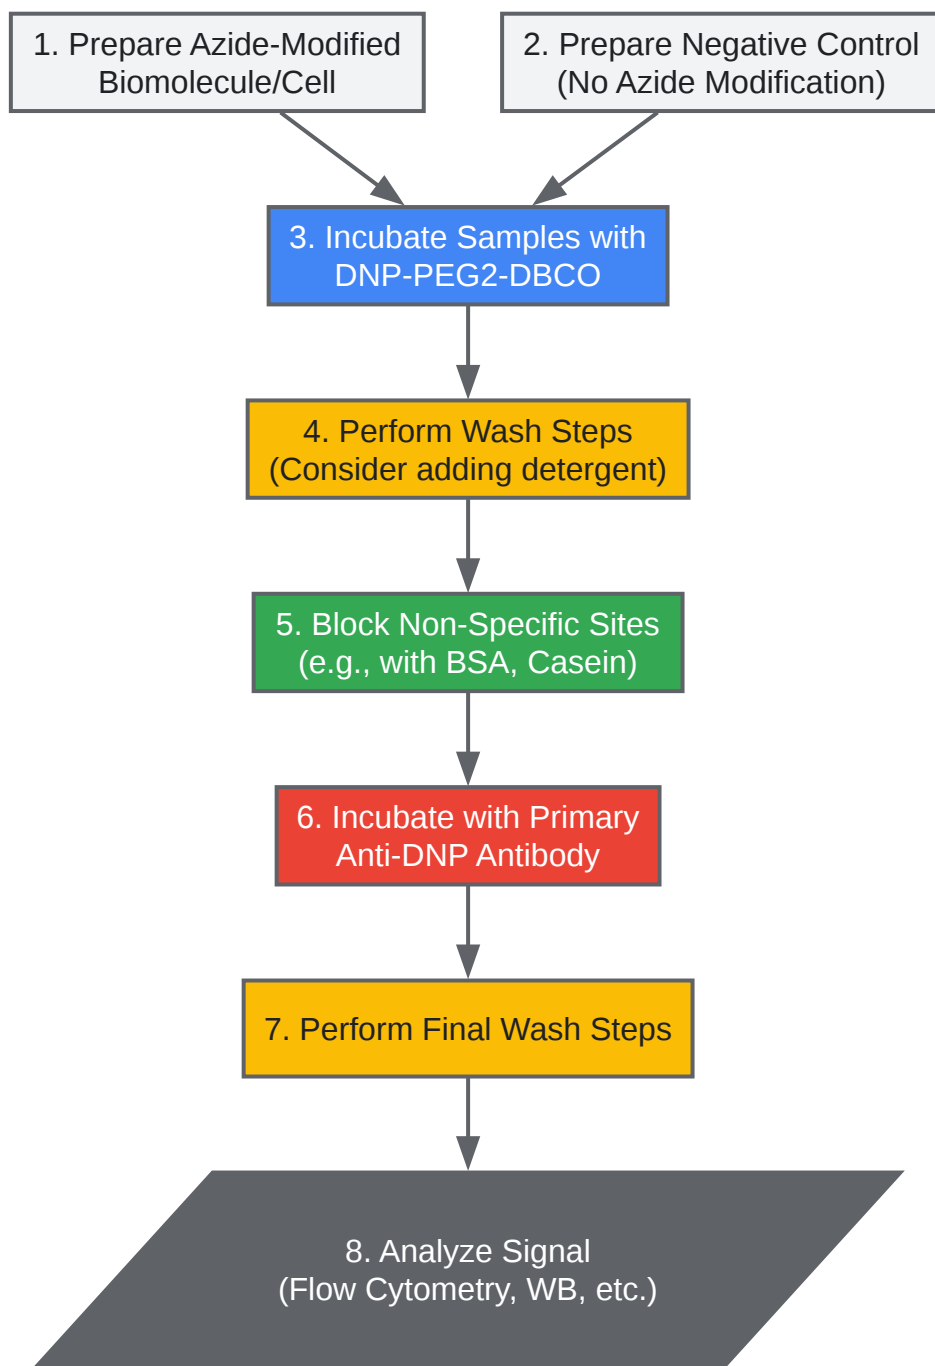 1. Prepare Azide-Modified
Biomolecule/Cell
2. Prepare Negative Control
(No Azide Modification)
3. Incubate Samples with
DNP-PEG2-DBCO
4. Perform Wash Steps
(Consider adding detergent)
5. Block Non-Specific Sites
(e.g., with BSA, Casein)
6. Incubate with Primary
Anti-DNP Antibody
7. Perform Final Wash Steps
8. Analyze Signal
(Flow Cytometry, WB, etc.)